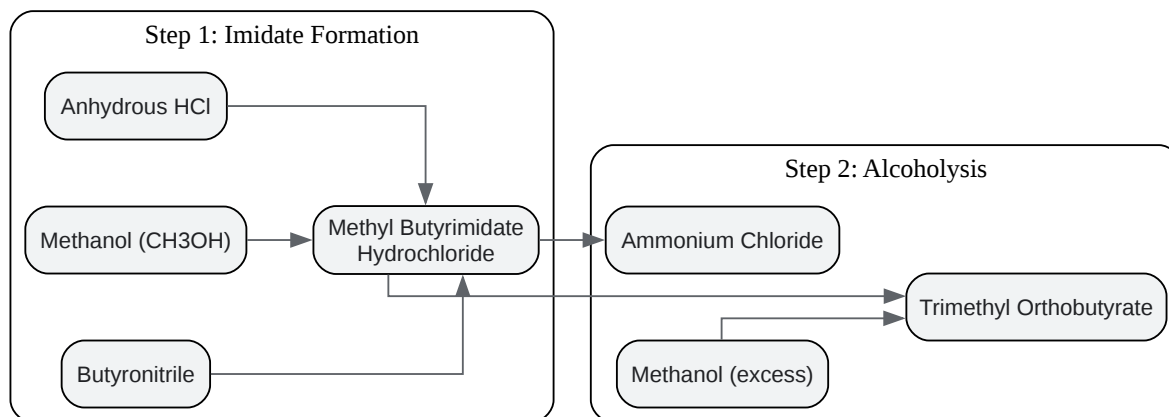 Step 1: Imidate Formation
Anhydrous HCl
Methanol (CH3OH)
Methyl Butyrimidate
Hydrochloride
Butyronitrile
Step 2: Alcoholysis
Ammonium Chloride
Trimethyl Orthobutyrate
Methanol (excess)